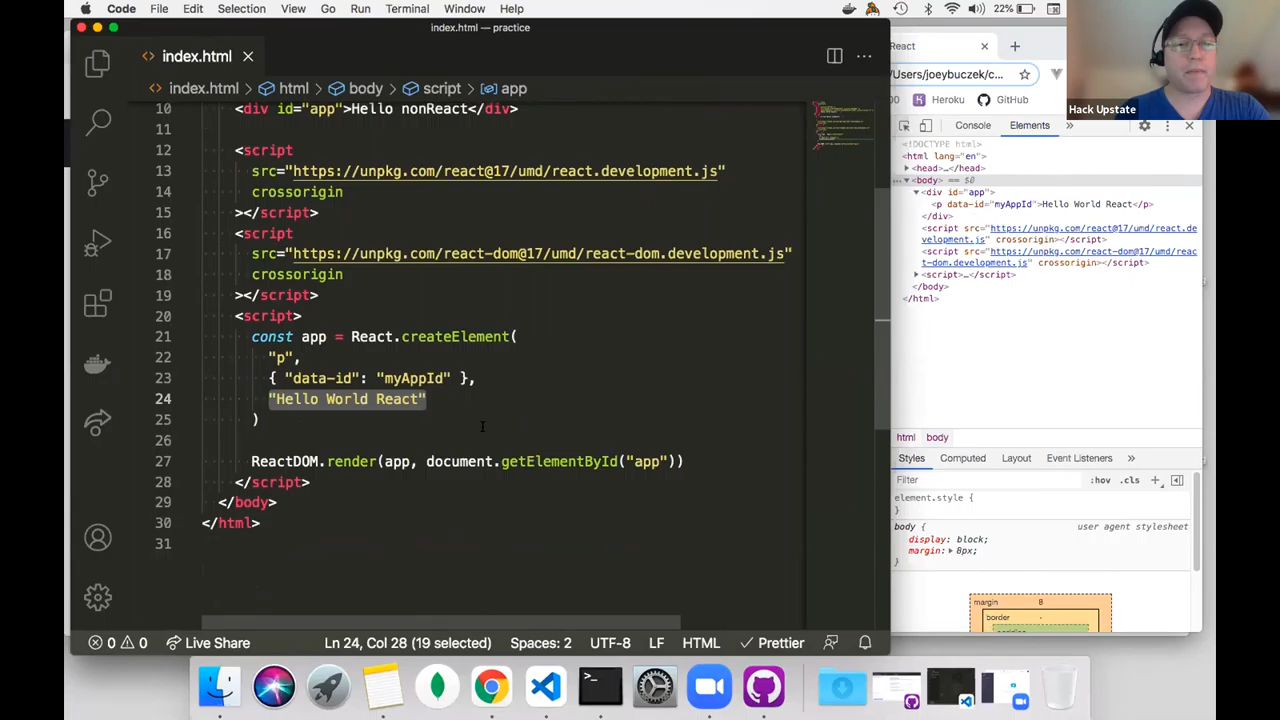 Code File Edit Selection View Go Run Terminal Window Help 22%
index.html — practice
index.html
index.html > html > Body > script > app
10 <div id="app">Hello nonReact</div>
11
12 <script
13 src="https://unpkg.com/react@17/umd/react.development.js"
14 crossorigin
15 ></script>
16 <script
17 src="https://unpkg.com/react-dom@17/umd/react-dom.development.js"
18 crossorigin
19 ></script>
20 <script>
21 const app = React.createElement(
22 "p",
23 { "data-id": "myAppId" },
24 "Hello World React"
25 )
26
27 ReactDOM.render(app, document.getElementById("app"))
28 </script>
29 </body>
30 </html>
31
0 0 Live Share Ln 24, Col 28 (19 selected) Spaces: 2 UTF-8 LF HTML Prettier
React
/Users/joeybuczek/c...
Heroku GitHub
Hack Upstate
Console Elements »
<!DOCTYPE html>
<html lang="en">
<head>…</head>
<body> == $0
<div id="app">
<p data-id="myAppId">Hello World React</p>
</div>
<script src="https://unpkg.com/react@17/umd/react.de
velopment.js" crossorigin></script>
<script src="https://unpkg.com/react-dom@17/umd/reac
t-dom.development.js" crossorigin></script>
<script>…</script>
</body>
</html>
html body
Styles Computed Layout Event Listeners »
Filter :hov .cls +
element.style {
}
body { user agent stylesheet
display: block;
margin: 8px;
}
margin 8
border -